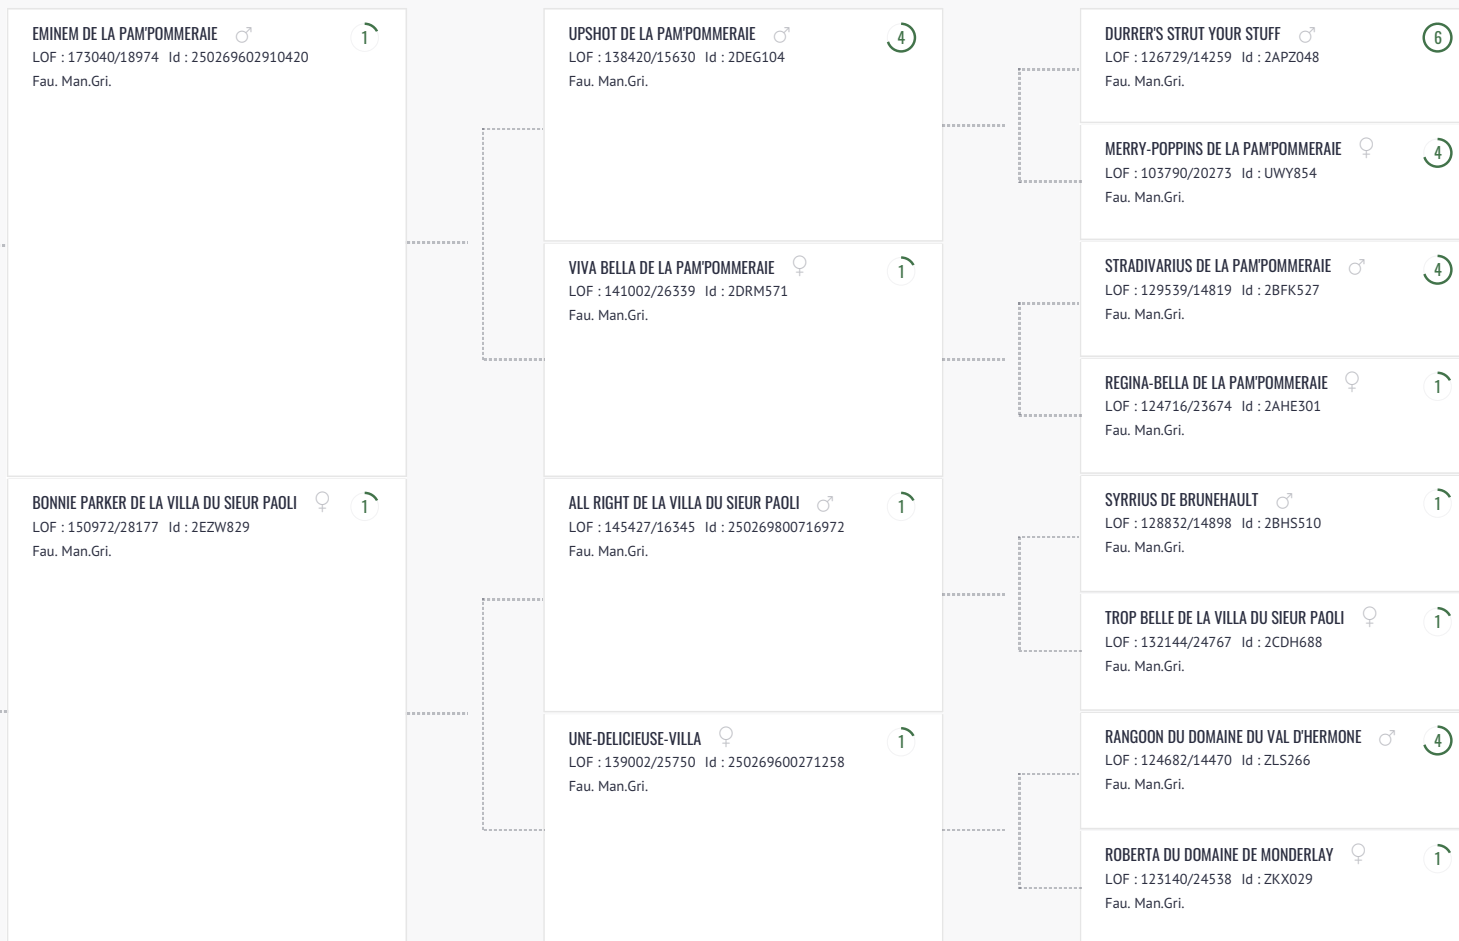 EMINEM DE LA PAM'POMMERAIE
1
LOF : 173040/18974 Id : 250269602910420
Fau. Man.Gri.
BONNIE PARKER DE LA VILLA DU SIEUR PAOLI
1
LOF : 150972/28177 Id : 2EZW829
Fau. Man.Gri.
UPSHOT DE LA PAM'POMMERAIE
4
LOF : 138420/15630 Id : 2DEG104
Fau. Man.Gri.
VIVA BELLA DE LA PAM'POMMERAIE
1
LOF : 141002/26339 Id : 2DRM571
Fau. Man.Gri.
ALL RIGHT DE LA VILLA DU SIEUR PAOLI
1
LOF : 145427/16345 Id : 250269800716972
Fau. Man.Gri.
UNE-DELICIEUSE-VILLA
1
LOF : 139002/25750 Id : 250269600271258
Fau. Man.Gri.
DURRER'S STRUT YOUR STUFF
6
LOF : 126729/14259 Id : 2APZ048
Fau. Man.Gri.
MERRY-POPPINS DE LA PAM'POMMERAIE
4
LOF : 103790/20273 Id : UWY854
Fau. Man.Gri.
STRADIVARIUS DE LA PAM'POMMERAIE
4
LOF : 129539/14819 Id : 2BFK527
Fau. Man.Gri.
REGINA-BELLA DE LA PAM'POMMERAIE
1
LOF : 124716/23674 Id : 2AHE301
Fau. Man.Gri.
SYRRIUS DE BRUNEHAULT
1
LOF : 128832/14898 Id : 2BHS510
Fau. Man.Gri.
TROP BELLE DE LA VILLA DU SIEUR PAOLI
1
LOF : 132144/24767 Id : 2CDH688
Fau. Man.Gri.
RANGOON DU DOMAINE DU VAL D'HERMONE
4
LOF : 124682/14470 Id : ZLS266
Fau. Man.Gri.
ROBERTA DU DOMAINE DE MONDERLAY
1
LOF : 123140/24538 Id : ZKX029
Fau. Man.Gri.